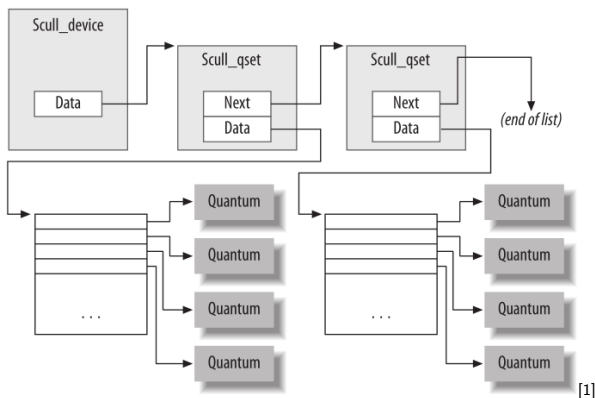 Scull_device
Scull_qset
Scull_qset
Data
Next
Data
Next
Data
(end of list)
Quantum
Quantum
Quantum
Quantum
. . .
Quantum
Quantum
Quantum
Quantum
. . .
[1]